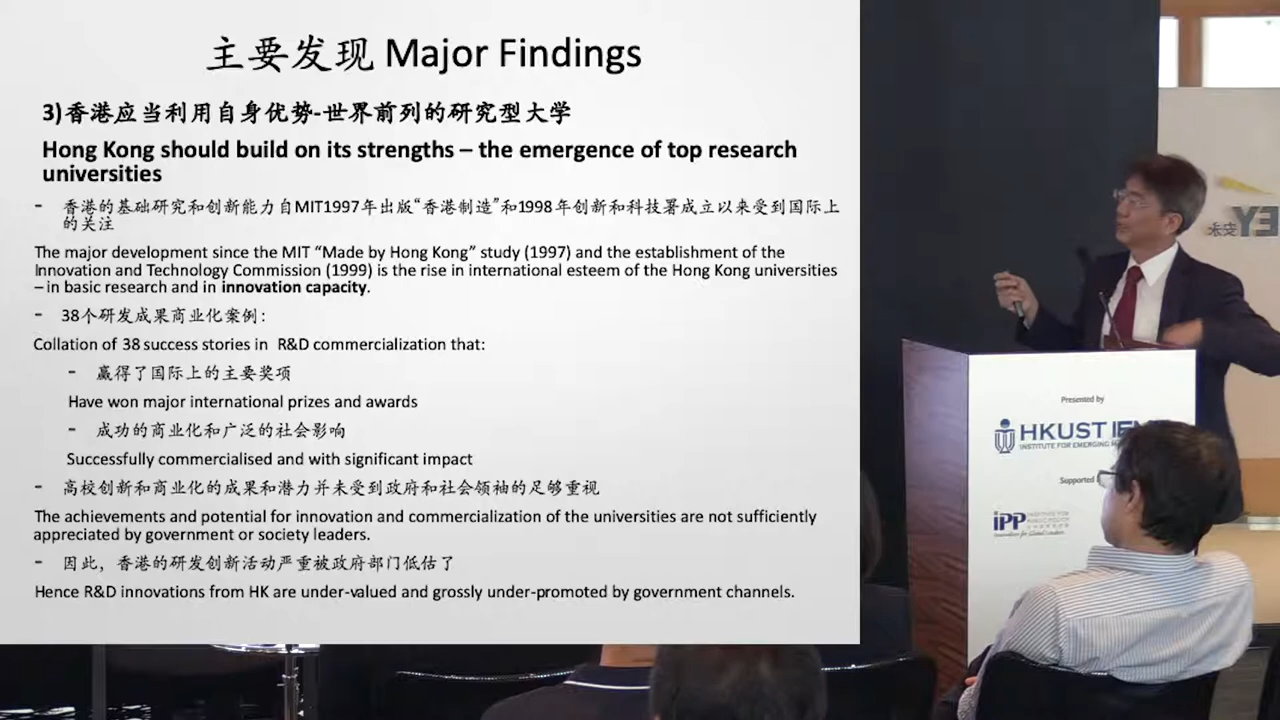 主要发现 Major Findings
3)香港应当利用自身优势-世界前列的研究型大学
Hong Kong should build on its strengths – the emergence of top research
universities
- 香港的基础研究和创新能力自MIT1997年出版“香港制造”和1998年创新和科技署成立以来受到国际上
的关注
The major development since the MIT “Made by Hong Kong” study (1997) and the establishment of the
Innovation and Technology Commission (1999) is the rise in international esteem of the Hong Kong universities
– in basic research and in innovation capacity.
- 38个研发成果商业化案例：
Collation of 38 success stories in R&D commercialization that:
- 赢得了国际上的主要奖项
Have won major international prizes and awards
- 成功的商业化和广泛的社会影响
Successfully commercialised and with significant impact
- 高校创新和商业化的成果和潜力并未受到政府和社会领袖的足够重视
The achievements and potential for innovation and commercialization of the universities are not sufficiently
appreciated by government or society leaders.
- 因此，香港的研发创新活动严重被政府部门低估了
Hence R&D innovations from HK are under-valued and grossly under-promoted by government channels.
EY安永
Presented by
HKUST IEM
INSTITUTE FOR EMERGING
Supported
IPP INSTITUTE FOR
PUBLIC POLICY